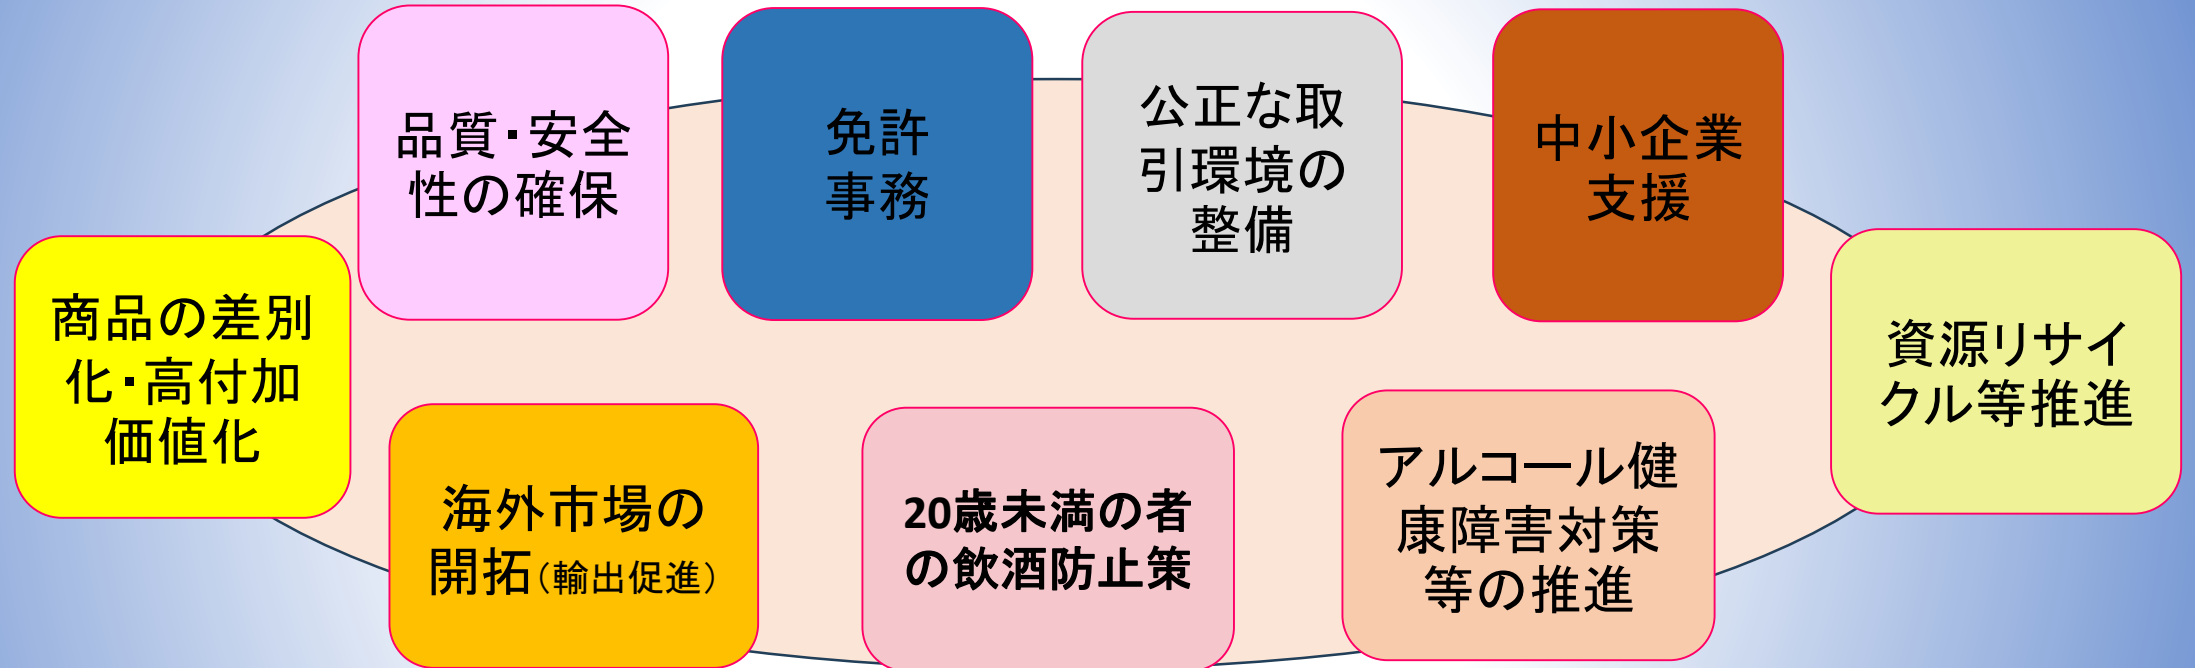 品質・安全
性の確保
免許
事務
公正な取
引環境の
整備
中小企業
支援
商品の差別
化・高付加
価値化
資源リサイ
クル等推進
海外市場の
開拓（輸出促進）
20歳未満の者
の飲酒防止策
アルコール健
康障害対策
等の推進